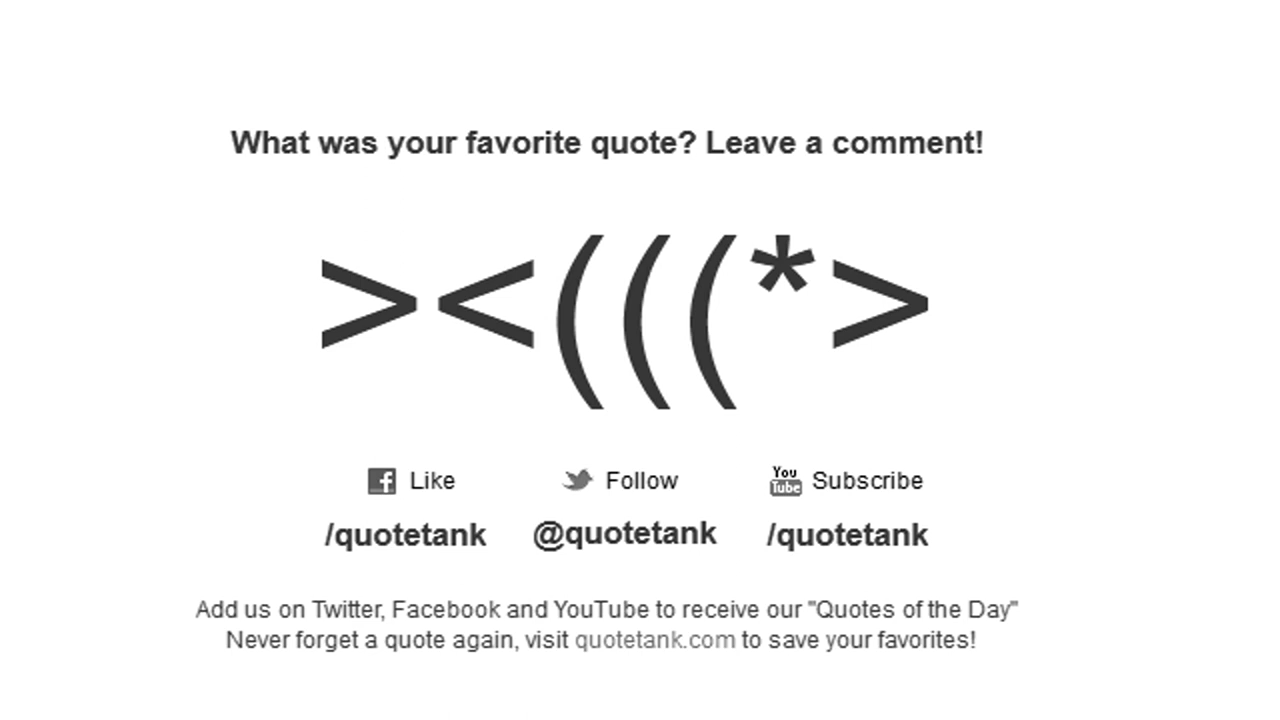 What was your favorite quote? Leave a comment!
><(((*>
Like Follow You Tube Subscribe
/quotetank @quotetank /quotetank
Add us on Twitter, Facebook and YouTube to receive our "Quotes of the Day"
Never forget a quote again, visit quotetank.com to save your favorites!